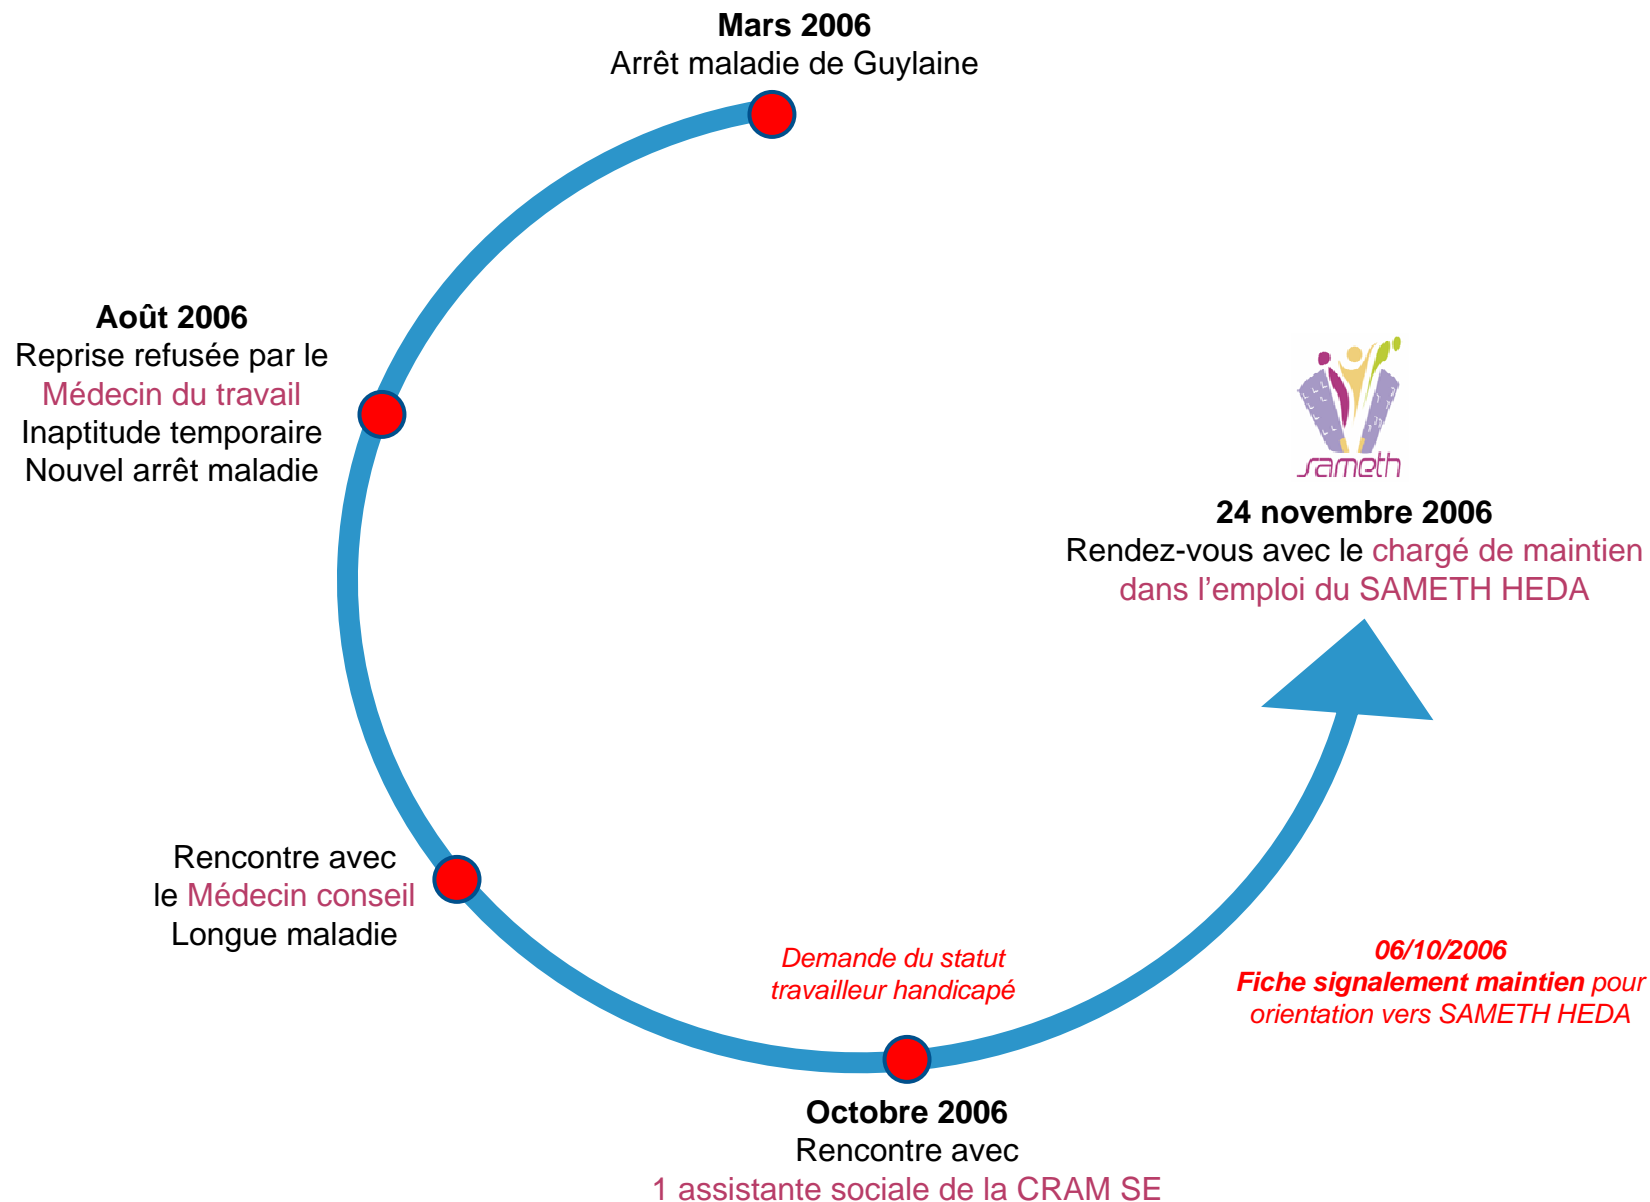 Mars 2006
Arrêt maladie de Guylaine
Août 2006
Reprise refusée par le
Médecin du travail
Inaptitude temporaire
Nouvel arrêt maladie
Rencontre avec
le Médecin conseil
Longue maladie
Demande du statut
travailleur handicapé
Octobre 2006
Rencontre avec
1 assistante sociale de la CRAM SE
06/10/2006
Fiche signalement maintien pour
orientation vers SAMETH HEDA
sameth
24 novembre 2006
Rendez-vous avec le chargé de maintien
dans l’emploi du SAMETH HEDA